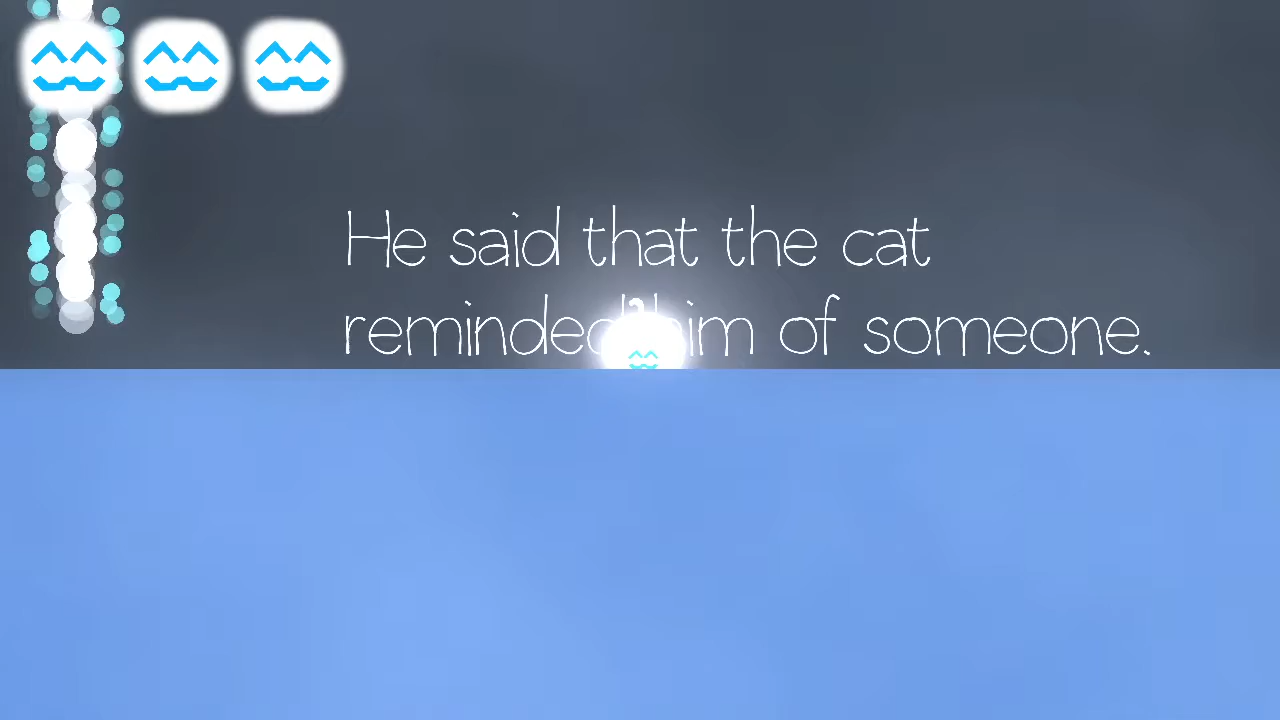 He said that the cat
reminded him of someone.